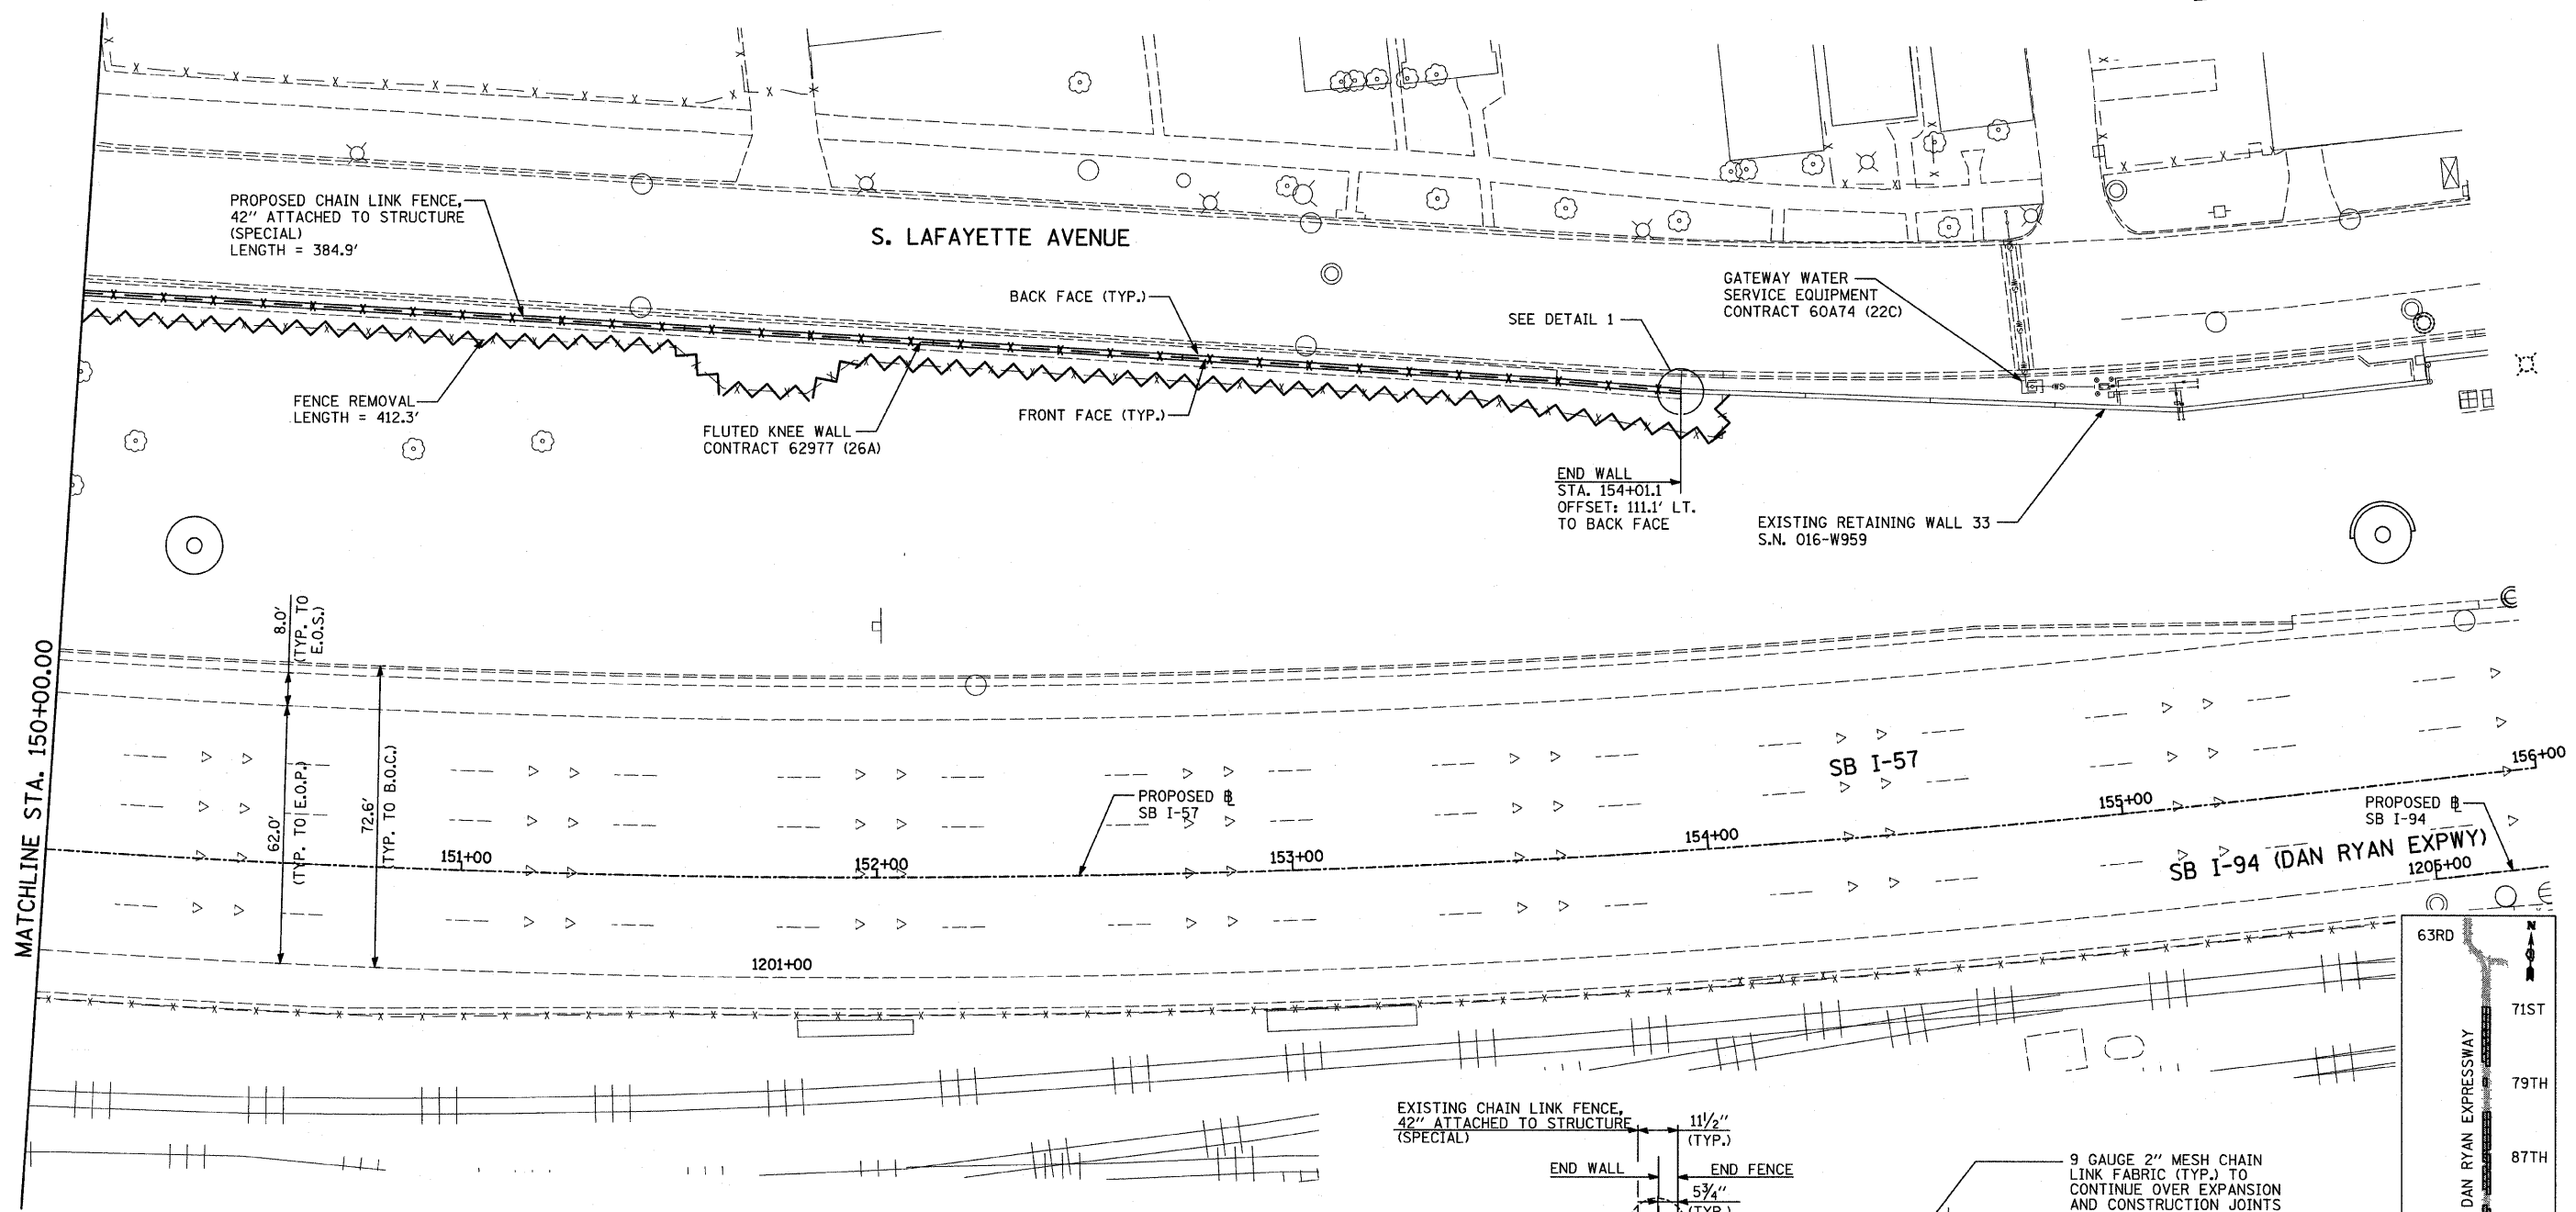 PROPOSED CHAIN LINK FENCE,
42" ATTACHED TO STRUCTURE
(SPECIAL)
LENGTH = 384.9'
S. LAFAYETTE AVENUE
BACK FACE (TYP.)
GATEWAY WATER
SERVICE EQUIPMENT
CONTRACT 60A74 (22C)
SEE DETAIL 1
FENCE REMOVAL
LENGTH = 412.3'
FLUTED KNEE WALL
CONTRACT 62977 (26A)
FRONT FACE (TYP.)
END WALL
STA. 154+01.1
OFFSET: 111.1' LT.
TO BACK FACE
EXISTING RETAINING WALL 33
S.N. 016-W959
MATCHLINE STA. 150+00.00
8.0'
(TYP. TO
E.O.S.)
62.0'
(TYP. TO E.O.P.)
72.6'
(TYP. TO B.O.C.)
151+00
152+00
153+00
154+00
155+00
156+00
PROPOSED ℄
SB I-57
SB I-57
PROPOSED ℄
SB I-94
SB I-94 (DAN RYAN EXPWY)
1205+00
1201+00
63RD
N
71ST
79TH
87TH
DAN RYAN EXPRESSWAY
EXISTING CHAIN LINK FENCE,
42" ATTACHED TO STRUCTURE
(SPECIAL)
11 1/2"
(TYP.)
END WALL
END FENCE
5 3/4"
(TYP.)
9 GAUGE 2" MESH CHAIN
LINK FABRIC (TYP.) TO
CONTINUE OVER EXPANSION
AND CONSTRUCTION JOINTS